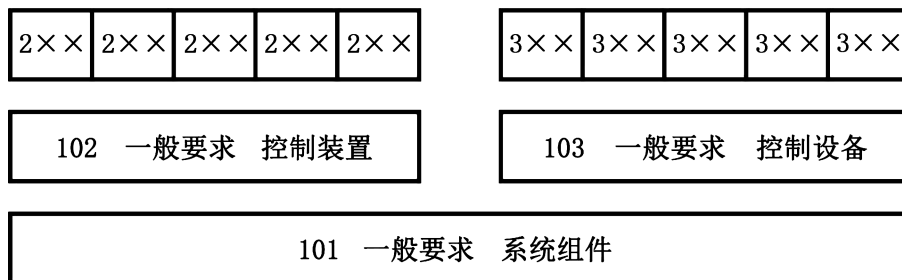 2×× 2×× 2×× 2×× 2×× 3×× 3×× 3×× 3×× 3××
102 一般要求 控制装置 103 一般要求 控制设备
101 一般要求 系统组件